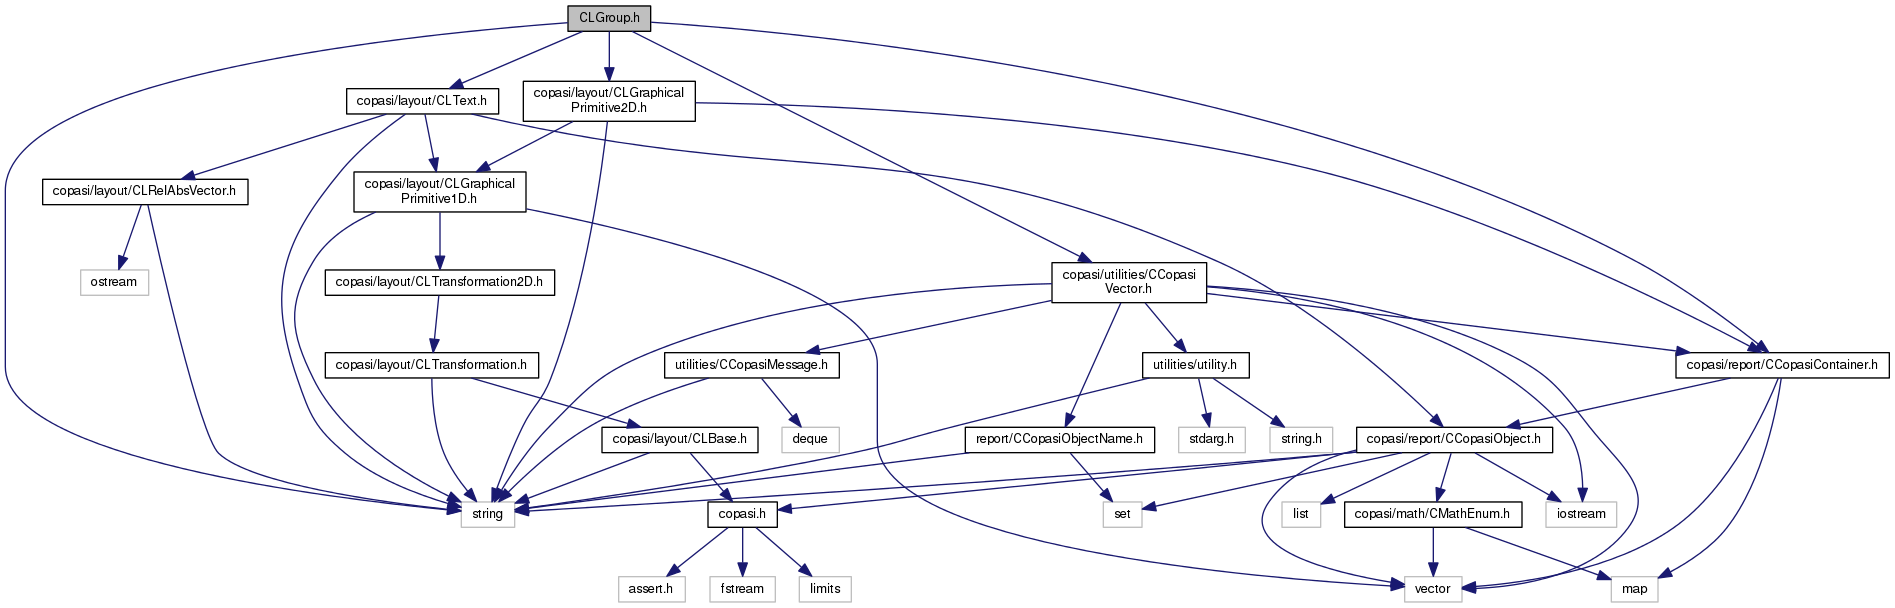 CLGroup.h
copasi/layout/CLText.h
copasi/layout/CLGraphical
Primitive2D.h
copasi/layout/CLRelAbsVector.h
copasi/layout/CLGraphical
Primitive1D.h
ostream
copasi/layout/CLTransformation2D.h
copasi/utilities/CCopasi
Vector.h
copasi/layout/CLTransformation.h
utilities/CCopasiMessage.h
utilities/utility.h
copasi/report/CCopasiContainer.h
copasi/layout/CLBase.h
deque
report/CCopasiObjectName.h
stdarg.h
string.h
copasi/report/CCopasiObject.h
string
copasi.h
set
list
copasi/math/CMathEnum.h
iostream
assert.h
fstream
limits
vector
map